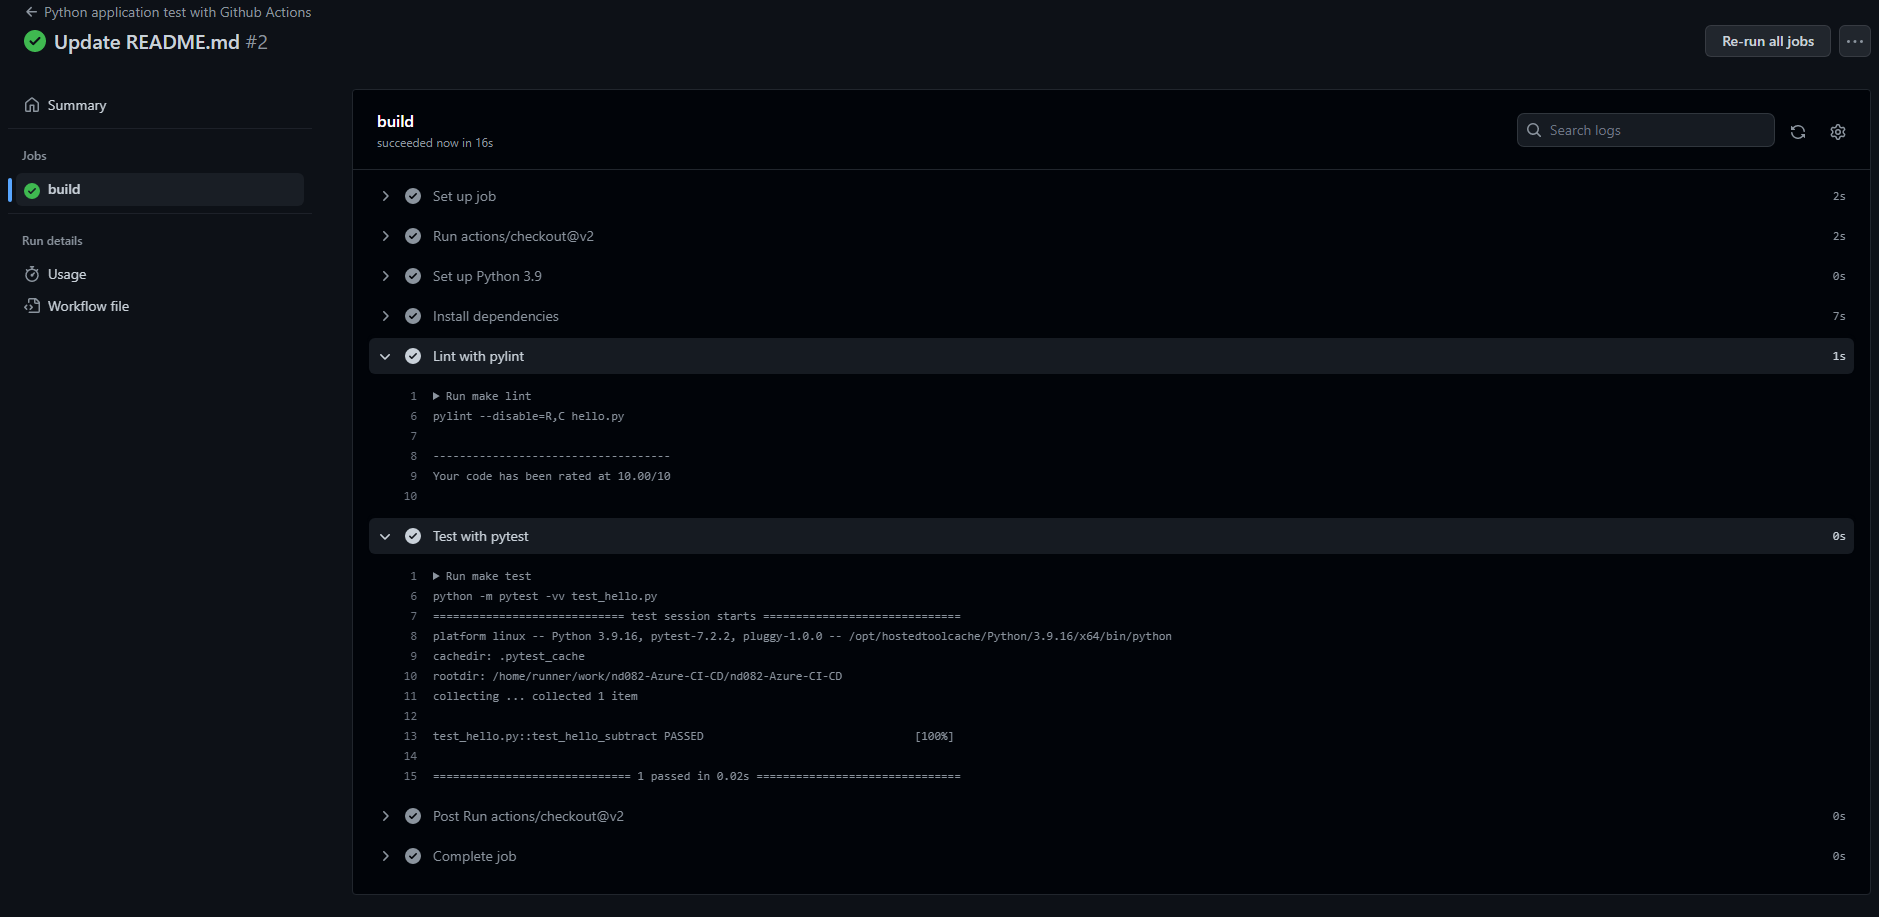 Python application test with Github Actions
Update README.md #2
Re-run all jobs
Summary
Jobs
build
Run details
Usage
Workflow file
build
succeeded now in 16s
Search logs
Set up job 2s
Run actions/checkout@v2 2s
Set up Python 3.9 0s
Install dependencies 7s
Lint with pylint 1s
1 Run make lint
6 pylint --disable=R,C hello.py
7
8 ------------------------------------
9 Your code has been rated at 10.00/10
10
Test with pytest 0s
1 Run make test
6 python -m pytest -vv test_hello.py
7 ============================= test session starts ==============================
8 platform linux -- Python 3.9.16, pytest-7.2.2, pluggy-1.0.0 -- /opt/hostedtoolcache/Python/3.9.16/x64/bin/python
9 cachedir: .pytest_cache
10 rootdir: /home/runner/work/nd082-Azure-CI-CD/nd082-Azure-CI-CD
11 collecting ... collected 1 item
12
13 test_hello.py::test_hello_subtract PASSED [100%]
14
15 ============================== 1 passed in 0.02s ===============================
Post Run actions/checkout@v2 0s
Complete job 0s